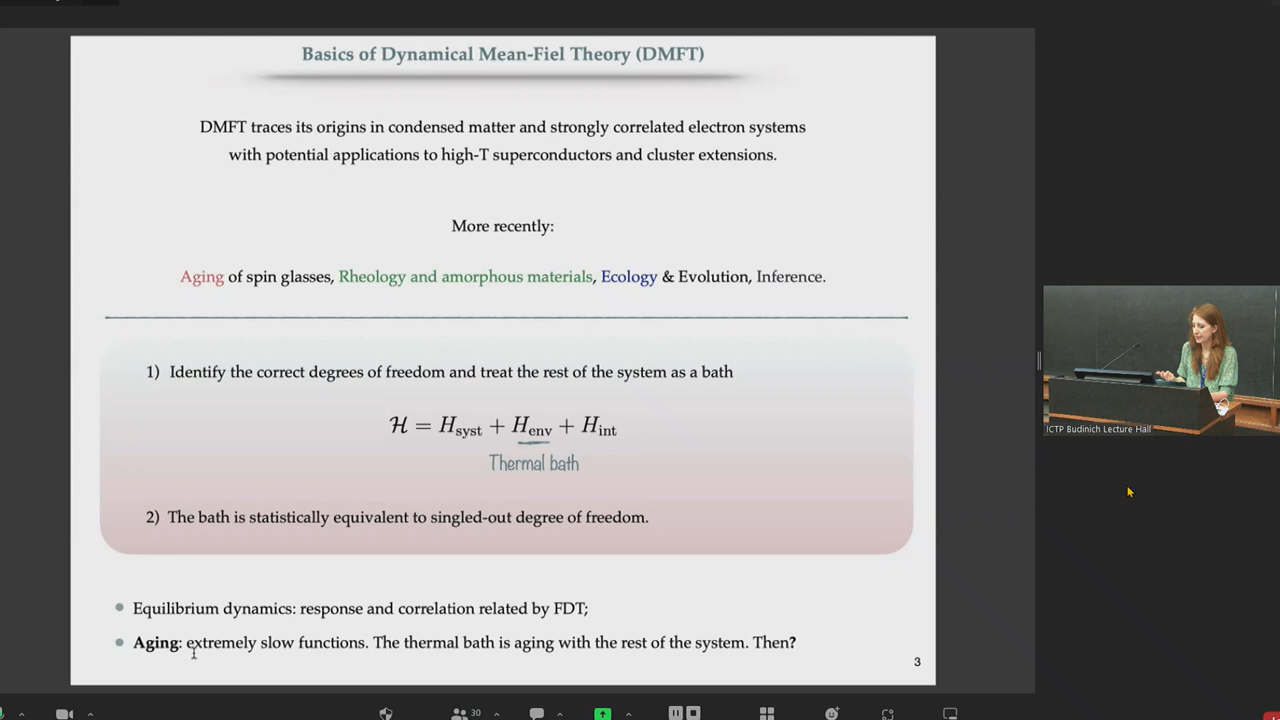 Basics of Dynamical Mean-Fiel Theory (DMFT)
DMFT traces its origins in condensed matter and strongly correlated electron systems
with potential applications to high-T superconductors and cluster extensions.
More recently:
Aging of spin glasses, Rheology and amorphous materials, Ecology & Evolution, Inference.
1) Identify the correct degrees of freedom and treat the rest of the system as a bath
ℋ = H_syst + H_env + H_int
Thermal bath
2) The bath is statistically equivalent to singled-out degree of freedom.
• Equilibrium dynamics: response and correlation related by FDT;
• Aging: extremely slow functions. The thermal bath is aging with the rest of the system. Then?
3
ICTP Budinich Lecture Hall
30